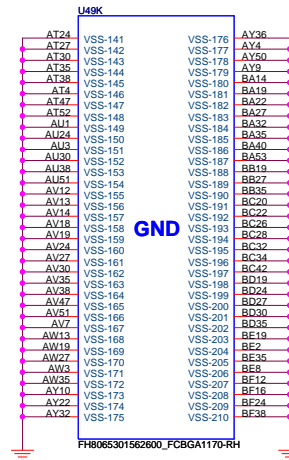 U49K
AT24 VSS-141 VSS-176 AY36
AT27 VSS-142 VSS-177 AY4
AT30 VSS-143 VSS-178 AY50
AT35 VSS-144 VSS-179 AY9
AT38 VSS-145 VSS-180 BA14
AT4 VSS-146 VSS-181 BA19
AT47 VSS-147 VSS-182 BA22
AT52 VSS-148 VSS-183 BA27
AU1 VSS-149 VSS-184 BA32
AU24 VSS-150 VSS-185 BA35
AU3 VSS-151 VSS-186 BA40
AU30 VSS-152 VSS-187 BA53
AU38 VSS-153 VSS-188 BB19
AU51 VSS-154 VSS-189 BB27
AV12 VSS-155 VSS-190 BB35
AV13 VSS-156 VSS-191 BC20
AV14 VSS-157 VSS-192 BC22
AV18 VSS-158 GND VSS-193 BC26
AV19 VSS-159 VSS-194 BC28
AV24 VSS-160 VSS-195 BC32
AV27 VSS-161 VSS-196 BC34
AV30 VSS-162 VSS-197 BC42
AV35 VSS-163 VSS-198 BD19
AV38 VSS-164 VSS-199 BD24
AV47 VSS-165 VSS-200 BD27
AV51 VSS-166 VSS-201 BD30
AV7 VSS-167 VSS-202 BD35
AW13 VSS-168 VSS-203 BE19
AW19 VSS-169 VSS-204 BE2
AW27 VSS-170 VSS-205 BE35
AW3 VSS-171 VSS-206 BE8
AW35 VSS-172 VSS-207 BF12
AY10 VSS-173 VSS-208 BF16
AY22 VSS-174 VSS-209 BF24
AY32 VSS-175 VSS-210 BF38
FH8065301562600_FCBGA1170-RH